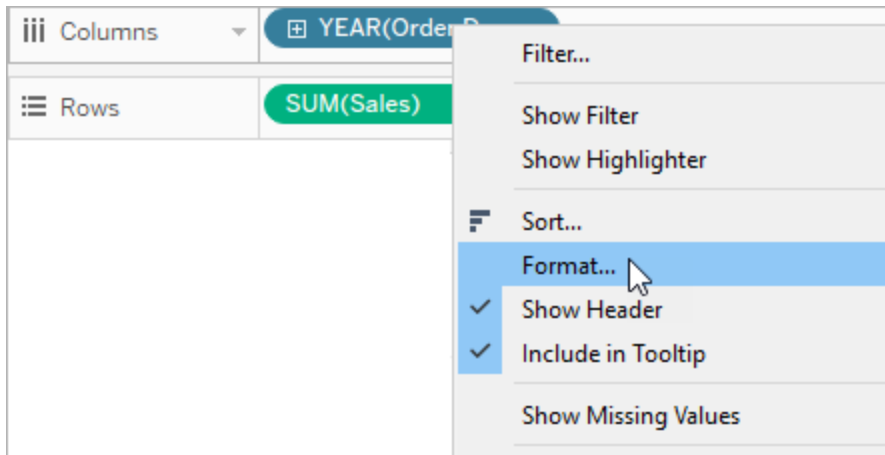 Columns
YEAR(Order
Filter...
Rows
SUM(Sales)
Show Filter
Show Highlighter
Sort...
Format...
Show Header
Include in Tooltip
Show Missing Values